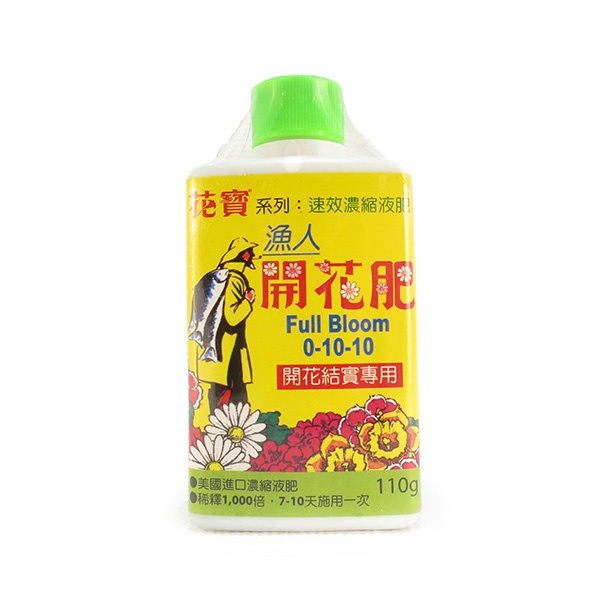 花寶® 系列：速效濃縮液肥
漁人
開花肥
Full Bloom
0-10-10
開花結實專用
●美國進口濃縮液肥
●稀釋1,000倍，7-10天施用一次
110g